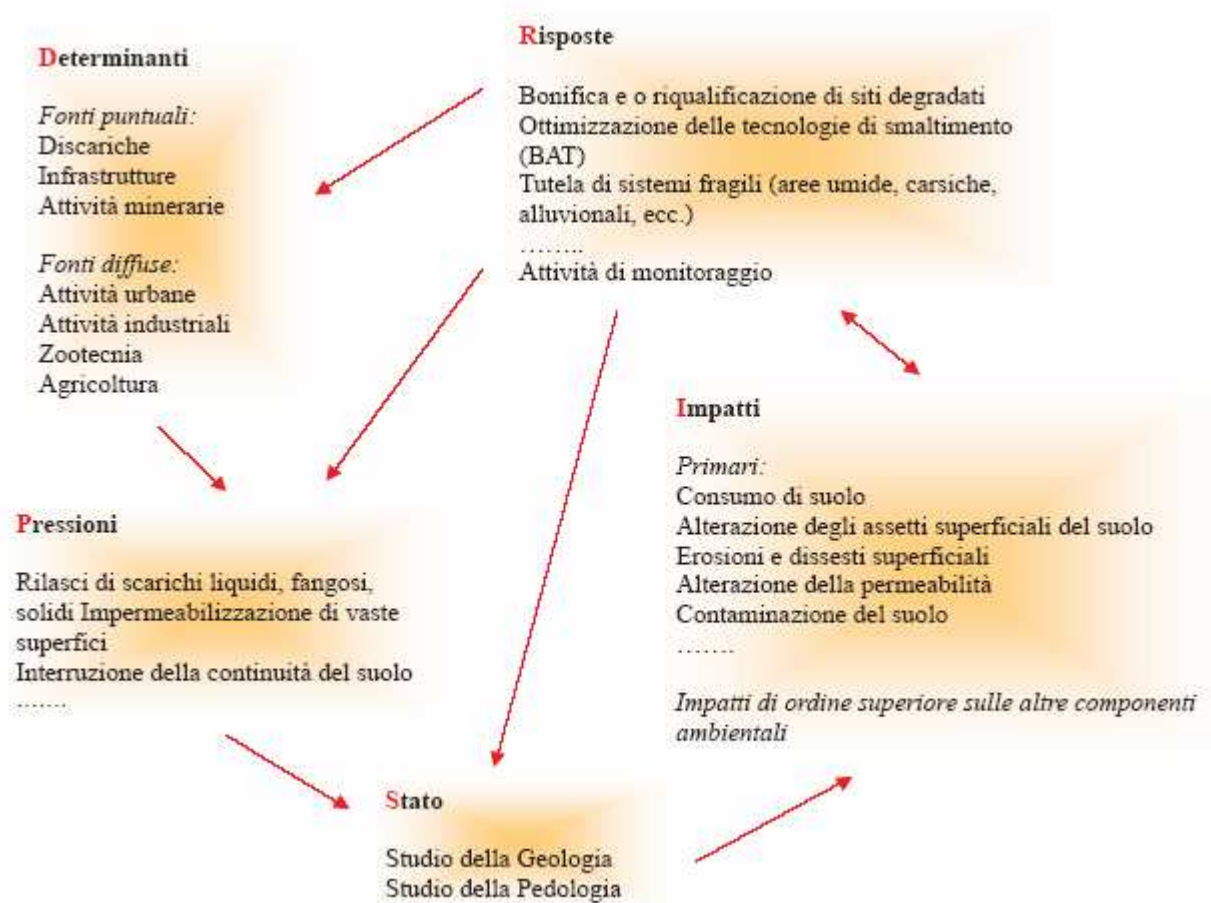 Determinanti
Fonti puntuali:
Discariche
Infrastrutture
Attività minerarie
Fonti diffuse:
Attività urbane
Attività industriali
Zootecnia
Agricoltura
Risposte
Bonifica e o riqualificazione di siti degradati
Ottimizzazione delle tecnologie di smaltimento
(BAT)
Tutela di sistemi fragili (aree umide, carsiche,
alluvionali, ecc.)
........
Attività di monitoraggio
Pressioni
Rilasci di scarichi liquidi, fangosi,
solidi Impermeabilizzazione di vaste
superfici
Interruzione della continuità del suolo
.......
Impatti
Primari:
Consumo di suolo
Alterazione degli assetti superficiali del suolo
Erosioni e dissesti superficiali
Alterazione della permeabilità
Contaminazione del suolo
.......
Impatti di ordine superiore sulle altre componenti
ambientali
Stato
Studio della Geologia
Studio della Pedologia